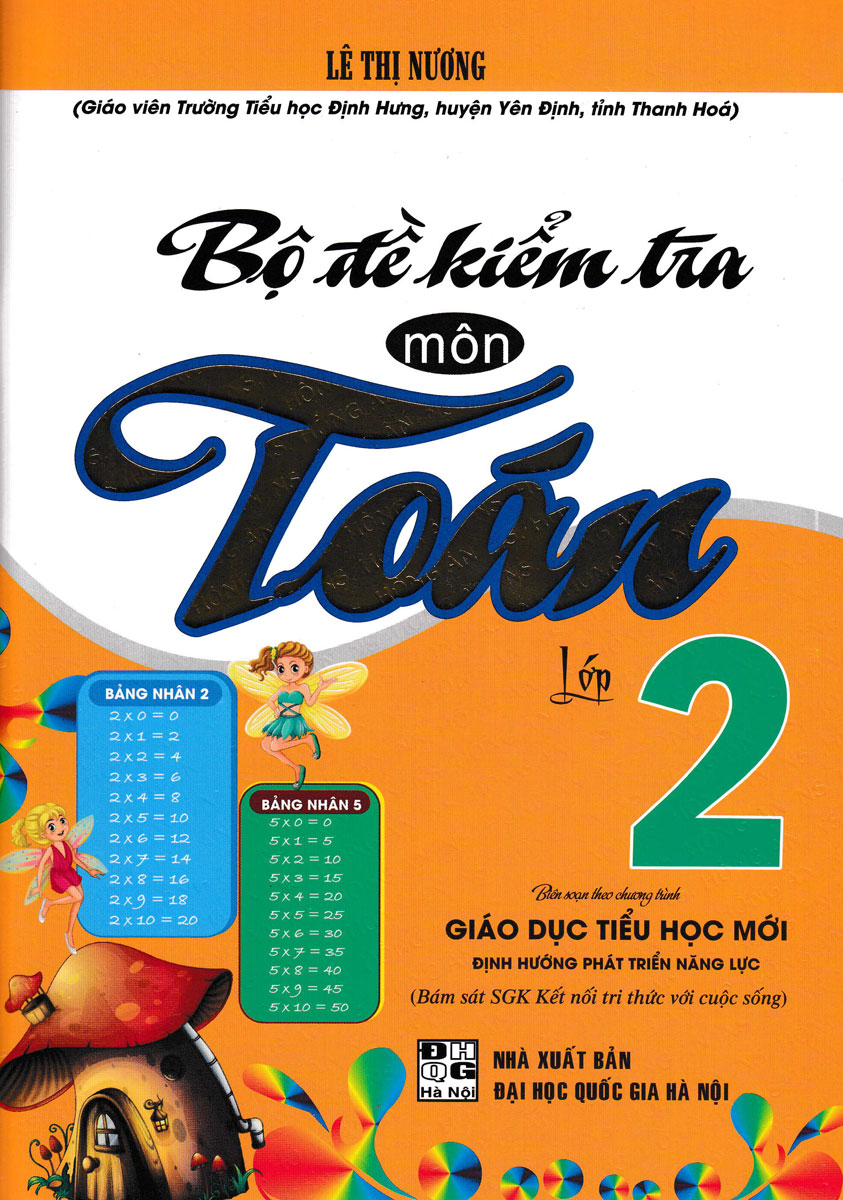 LÊ THỊ NƯƠNG
(Giáo viên Trường Tiểu học Định Hưng, huyện Yên Định, tỉnh Thanh Hoá)
Bộ đề kiểm tra
môn
Toán
Lớp 2
BẢNG NHÂN 2
2 x 0 = 0
2 x 1 = 2
2 x 2 = 4
2 x 3 = 6
2 x 4 = 8
2 x 5 = 10
2 x 6 = 12
2 x 7 = 14
2 x 8 = 16
2 x 9 = 18
2 x 10 = 20
BẢNG NHÂN 5
5 x 0 = 0
5 x 1 = 5
5 x 2 = 10
5 x 3 = 15
5 x 4 = 20
5 x 5 = 25
5 x 6 = 30
5 x 7 = 35
5 x 8 = 40
5 x 9 = 45
5 x 10 = 50
Biên soạn theo chương trình
GIÁO DỤC TIỂU HỌC MỚI
ĐỊNH HƯỚNG PHÁT TRIỂN NĂNG LỰC
(Bám sát SGK Kết nối tri thức với cuộc sống)
ĐH
QG
Hà Nội
NHÀ XUẤT BẢN
ĐẠI HỌC QUỐC GIA HÀ NỘI